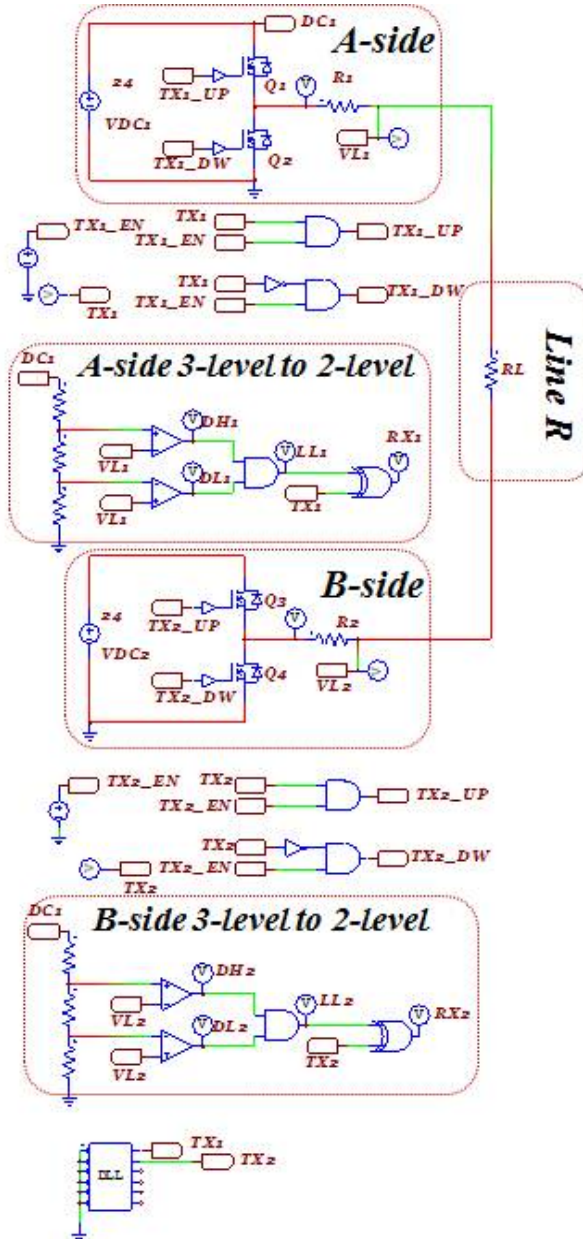 DC1
A-side
24
VDC1
TX1_UP
Q1
R1
TX1_DW
Q2
VL1
V
V
TX1_EN
TX1
TX1_EN
TX1_UP
V
TX1
TX1
TX1_EN
TX1_DW
Line R
RL
A-side 3-level to 2-level
DC1
DH1
V
VL1
DL1
V
VL1
LL1
V
RX1
V
TX1
B-side
24
VDC2
TX2_UP
Q3
R2
V
TX2_DW
Q4
VL2
V
TX2_EN
TX2
TX2_EN
TX2_UP
V
TX2
TX2
TX2_EN
TX2_DW
B-side 3-level to 2-level
DC1
DH2
V
VL2
DL2
V
VL2
LL2
V
RX2
V
TX2
DLL
TX1
TX2